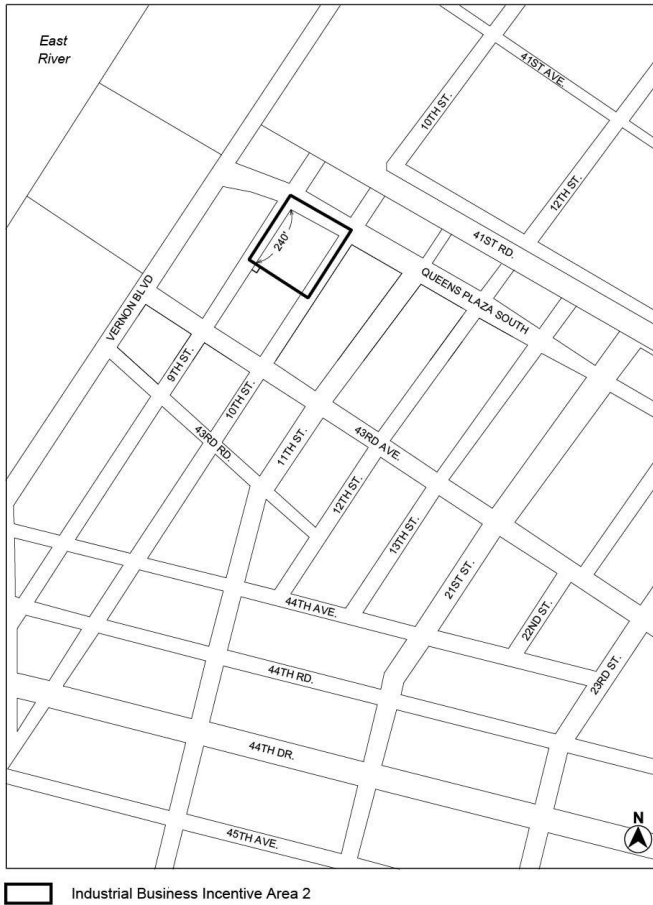 East
River
41ST AVE.
10TH ST.
12TH ST.
41ST RD.
240'
QUEENS PLAZA SOUTH
VERNON BLVD
9TH ST.
10TH ST.
43RD RD.
11TH ST.
43RD AVE.
12TH ST.
13TH ST.
21ST ST.
22ND ST.
23RD ST.
44TH AVE.
44TH RD.
44TH DR.
45TH AVE.
N
Industrial Business Incentive Area 2